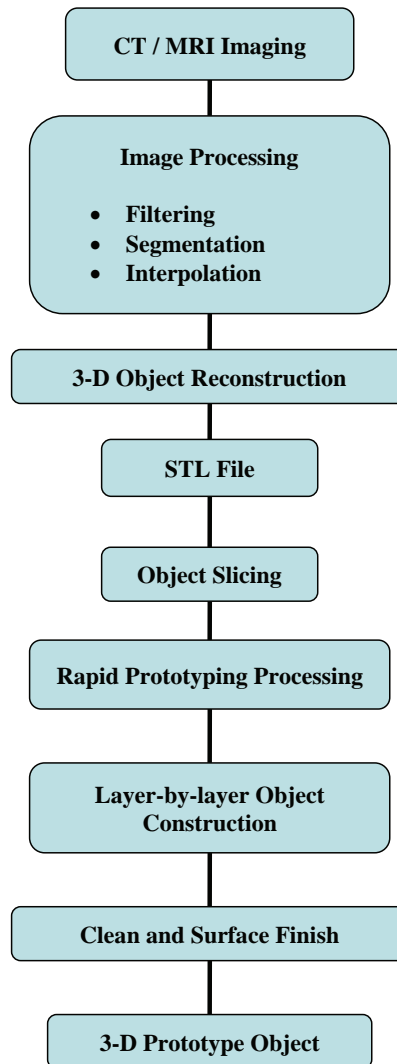 CT / MRI Imaging
Image Processing
• Filtering
• Segmentation
• Interpolation
3-D Object Reconstruction
STL File
Object Slicing
Rapid Prototyping Processing
Layer-by-layer Object
Construction
Clean and Surface Finish
3-D Prototype Object